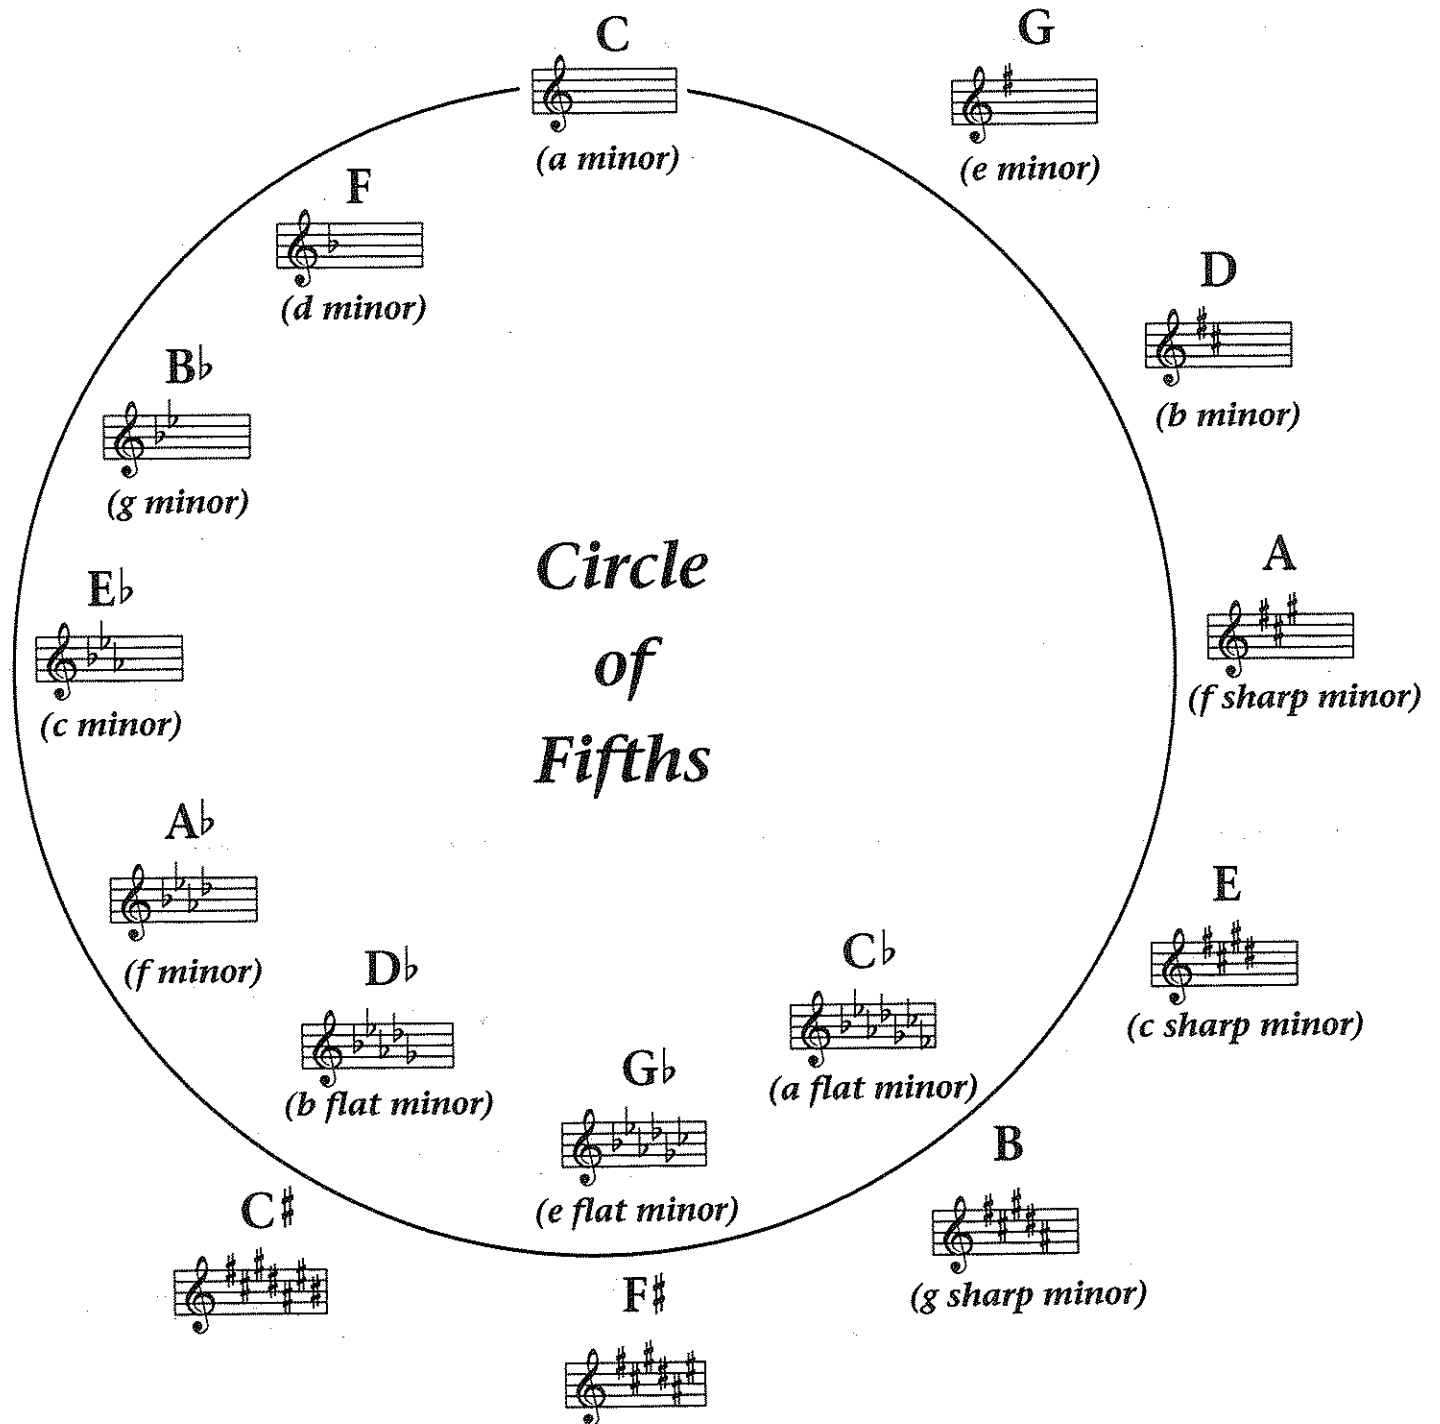 C
(a minor)
G
(e minor)
D
(b minor)
A
(f sharp minor)
E
(c sharp minor)
B
(g sharp minor)
F♯
C♯
F
(d minor)
B♭
(g minor)
E♭
(c minor)
A♭
(f minor)
D♭
(b flat minor)
G♭
(e flat minor)
C♭
(a flat minor)
Circle
of
Fifths